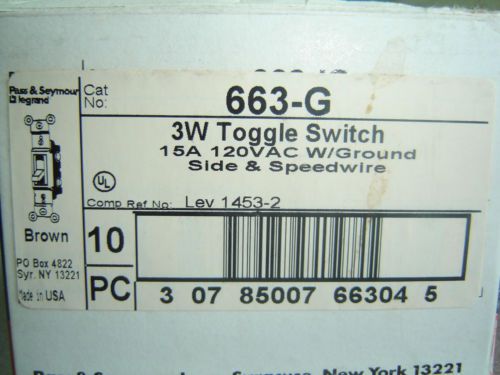 Pass & Seymour
legrand
Cat
No:
663-G
3W Toggle Switch
15A 120VAC W/Ground
Side & Speedwire
UL
Comp Ref No: Lev 1453-2
Brown
PO Box 4822
Syr. NY 13221
Made in USA
10
PC
3 07 85007 66304 5
New York 13221